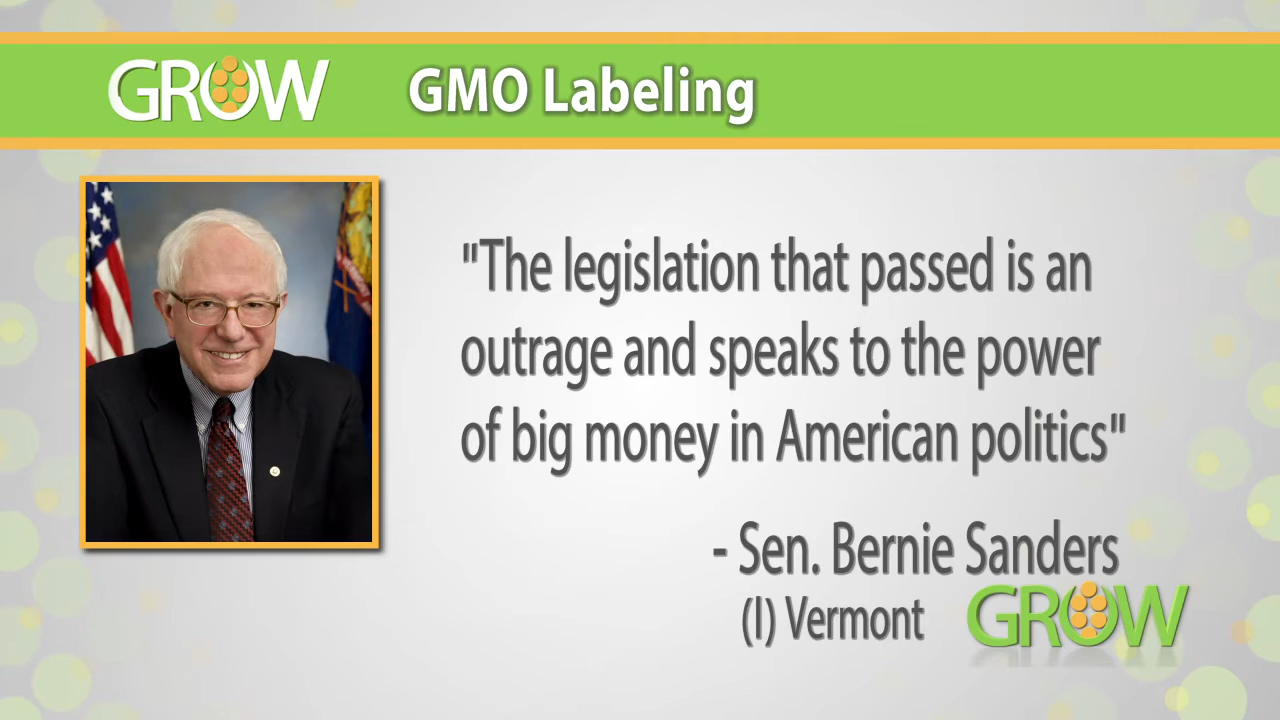 GROW GMO Labeling
"The legislation that passed is an
outrage and speaks to the power
of big money in American politics"
- Sen. Bernie Sanders
(I) Vermont
GROW